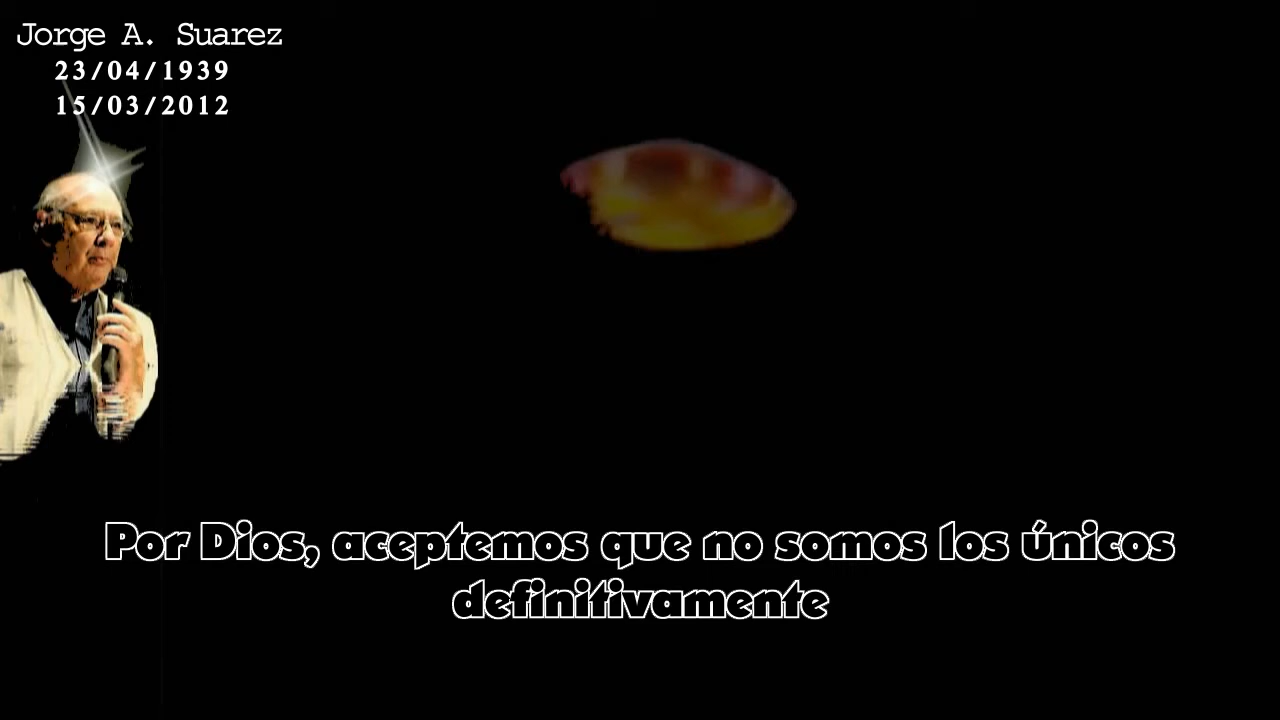 Jorge A. Suarez
23/04/1939
15/03/2012
Por Dios, aceptemos que no somos los únicos
definitivamente